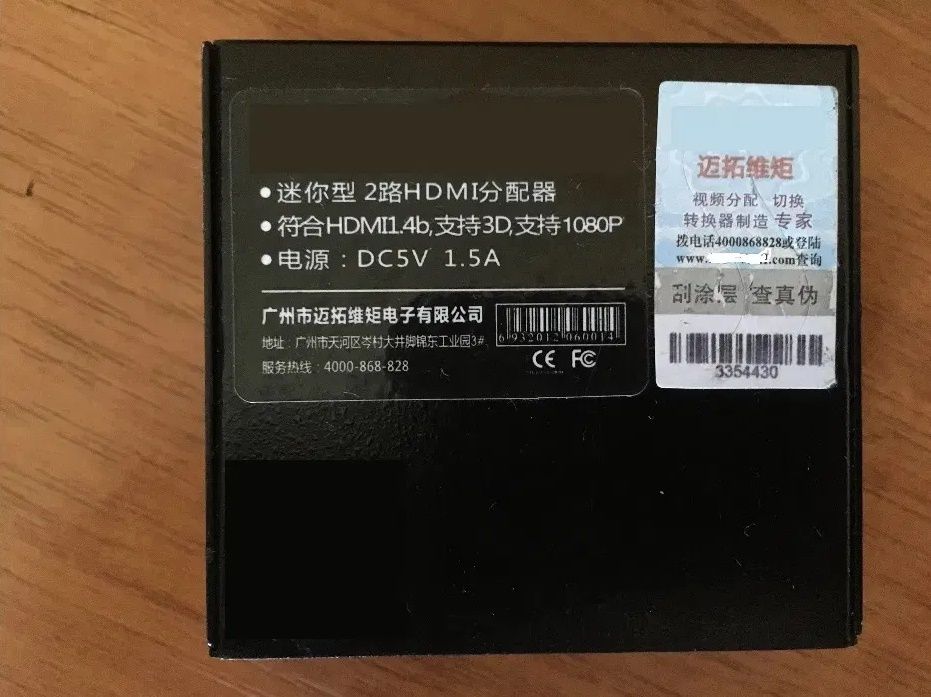 ●迷你型 2路HDMI分配器
●符合HDMI1.4b,支持3D,支持1080P
●电源：DC5V 1.5A
广州市迈拓维矩电子有限公司
地址：广州市天河区岑村大井脚锦东工业园3#
服务热线：4000-868-828
6 932012 060014
CE FC
迈拓维矩
视频分配 切换
转换器制造 专家
拨电话4000868828或登陆
www. .com查询
刮涂层 查真伪
3354430